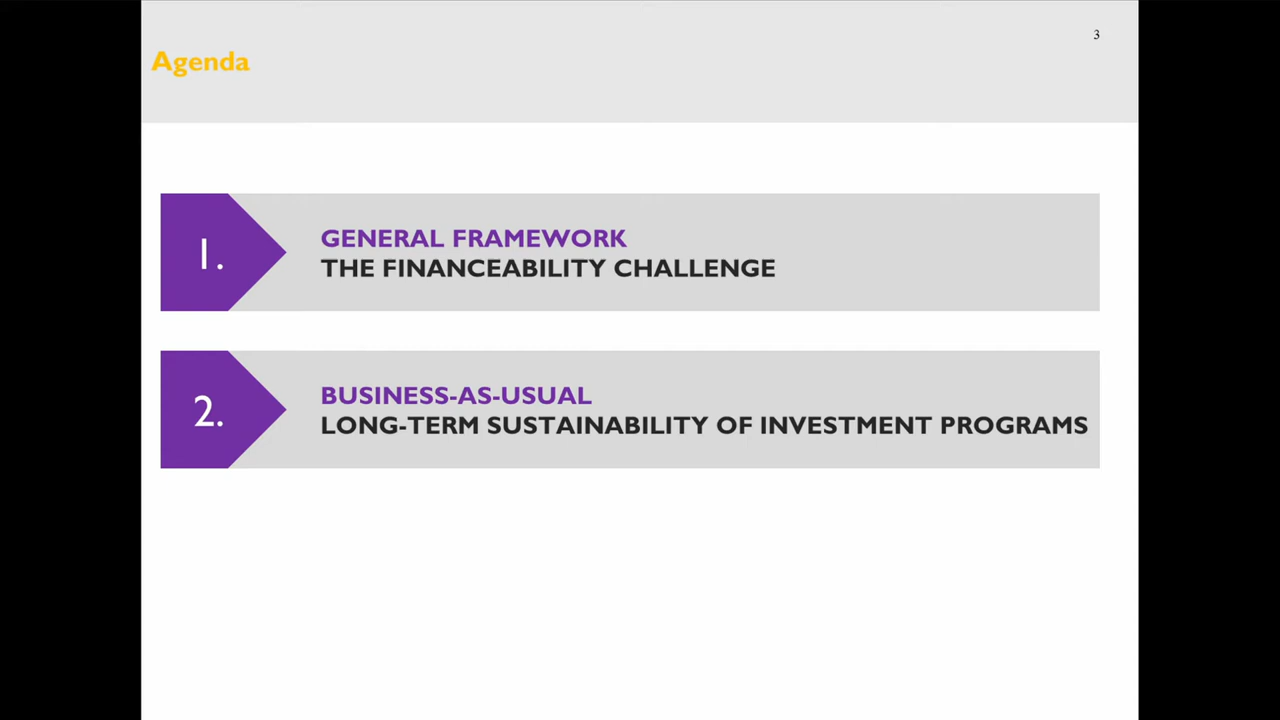 3
Agenda
1.
GENERAL FRAMEWORK
THE FINANCEABILITY CHALLENGE
2.
BUSINESS-AS-USUAL
LONG-TERM SUSTAINABILITY OF INVESTMENT PROGRAMS